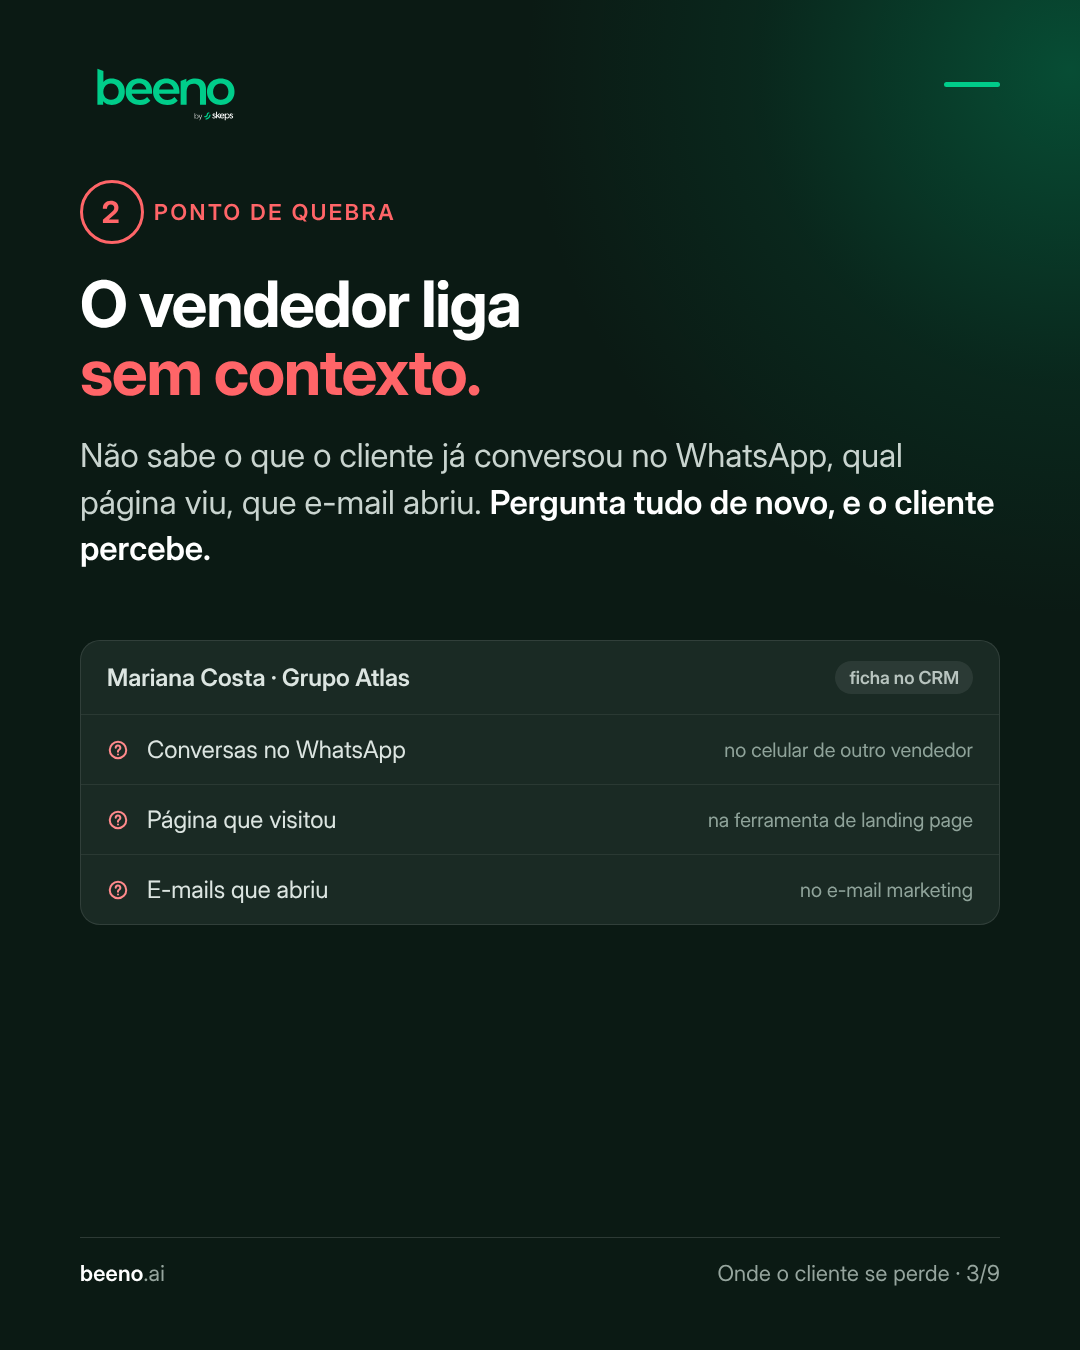 beeno
by skeps
2 PONTO DE QUEBRA
O vendedor liga
sem contexto.
Não sabe o que o cliente já conversou no WhatsApp, qual
página viu, que e-mail abriu. Pergunta tudo de novo, e o cliente
percebe.
Mariana Costa · Grupo Atlas ficha no CRM
Conversas no WhatsApp no celular de outro vendedor
Página que visitou na ferramenta de landing page
E-mails que abriu no e-mail marketing
beeno.ai Onde o cliente se perde · 3/9